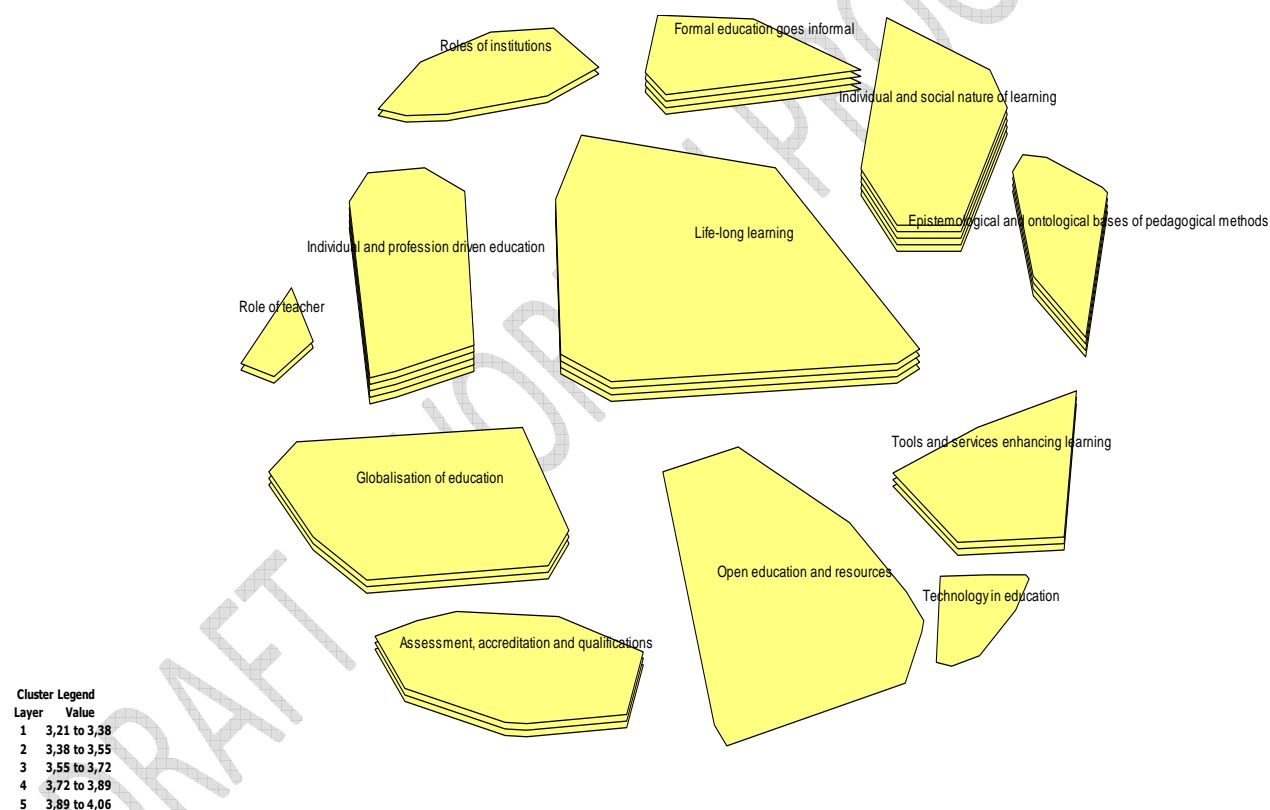 Roles of institutions
Formal education goes informal
Individual and social nature of learning
Epistemological and ontological bases of pedagogical methods
Life-long learning
Individual and profession driven education
Role of teacher
Tools and services enhancing learning
Globalisation of education
Open education and resources
Technology in education
Assessment, accreditation and qualifications
Cluster Legend
Layer Value
1 3,21 to 3,38
2 3,38 to 3,55
3 3,55 to 3,72
4 3,72 to 3,89
5 3,89 to 4,06
DRAFT